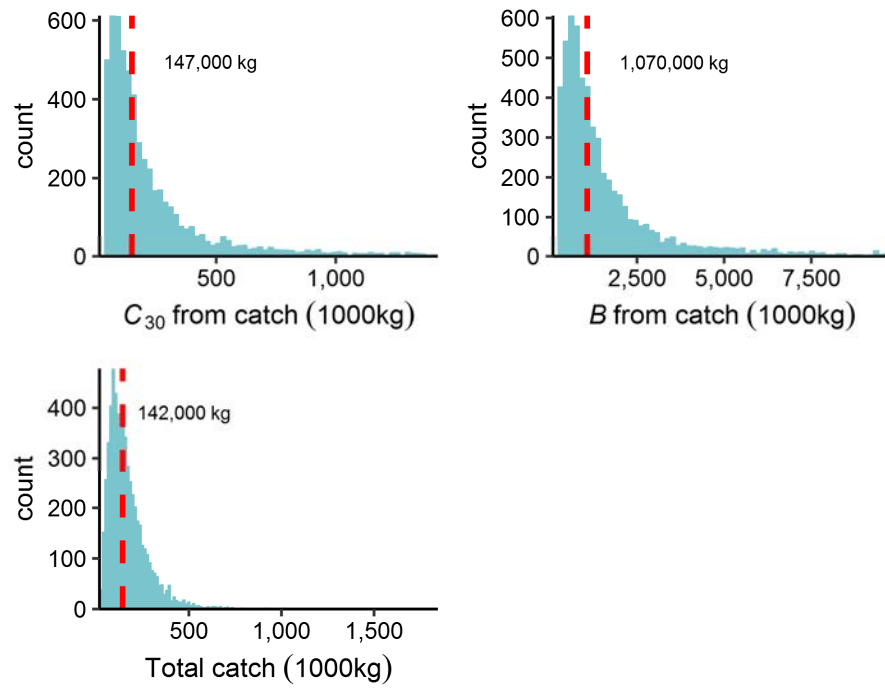 600
400
200
0
count
147,000 kg
500
1,000
C30 from catch (1000kg)
600
500
400
300
200
100
0
count
1,070,000 kg
2,500
5,000
7,500
B from catch (1000kg)
400
300
200
100
0
count
142,000 kg
500
1,000
1,500
Total catch (1000kg)